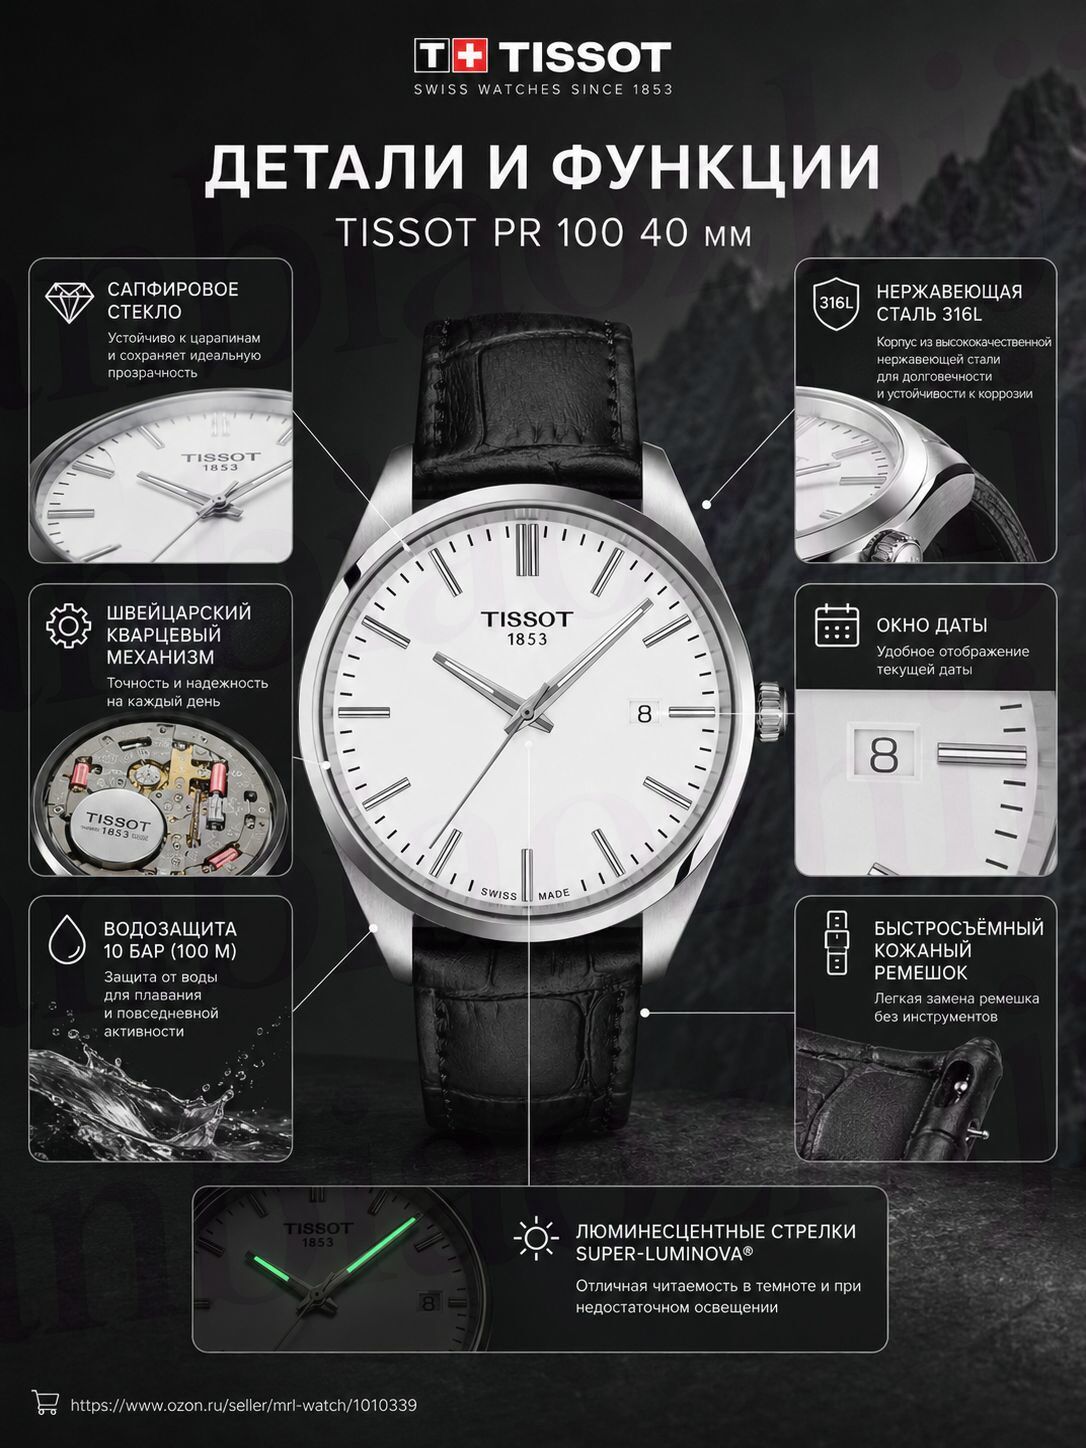 TISSOT
SWISS WATCHES SINCE 1853
ДЕТАЛИ И ФУНКЦИИ
TISSOT PR 100 40 мм
САПФИРОВОЕ
СТЕКЛО
Устойчиво к царапинам
и сохраняет идеальную
прозрачность
TISSOT
1853
316L
НЕРЖАВЕЮЩАЯ
СТАЛЬ 316L
Корпус из высококачественной
нержавеющей стали
для долговечности
и устойчивости к коррозии
TISSOT
1853
8
SWISS MADE
ШВЕЙЦАРСКИЙ
КВАРЦЕВЫЙ
МЕХАНИЗМ
Точность и надежность
на каждый день
TISSOT
1853
ОКНО ДАТЫ
Удобное отображение
текущей даты
8
ВОДОЗАЩИТА
10 БАР (100 М)
Защита от воды
для плавания
и повседневной
активности
БЫСТРОСЪЁМНЫЙ
КОЖАНЫЙ
РЕМЕШОК
Легкая замена ремешка
без инструментов
TISSOT
1853
8
ЛЮМИНЕСЦЕНТНЫЕ СТРЕЛКИ
SUPER-LUMINOVA®
Отличная читаемость в темноте и при
недостаточном освещении
https://www.ozon.ru/seller/mrl-watch/1010339